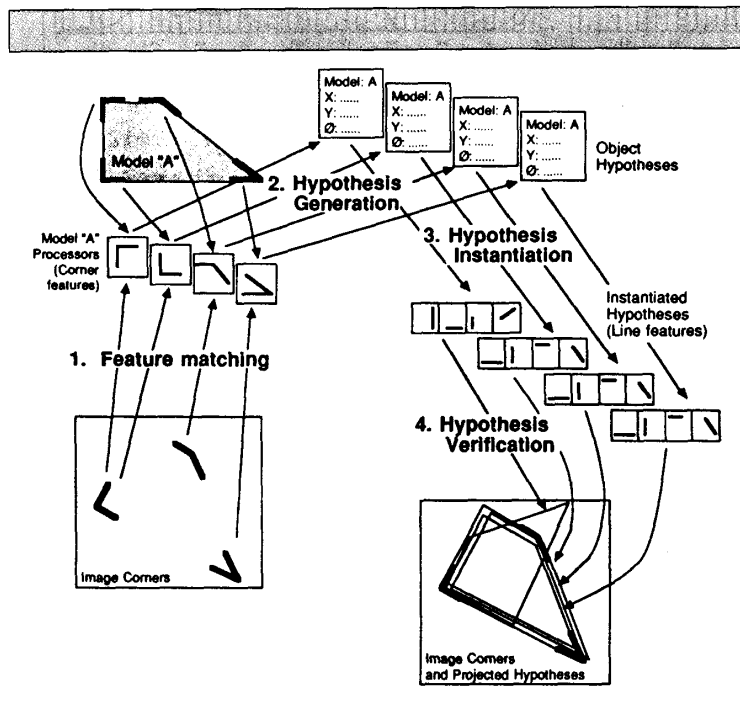 Model: A
X: ......
Y: ......
Ø: ......
Model: A
X: ......
Y: ......
Ø: ......
Model: A
X: ......
Y: ......
Ø: ......
Model: A
X: ......
Y: ......
Ø: ......
Object
Hypotheses
Model "A"
2. Hypothesis
Generation
Model "A"
Processors
(Corner
features)
3. Hypothesis
Instantiation
Instantiated
Hypotheses
(Line features)
1. Feature matching
4. Hypothesis
Verification
Image Corners
Image Corners
and Projected Hypotheses